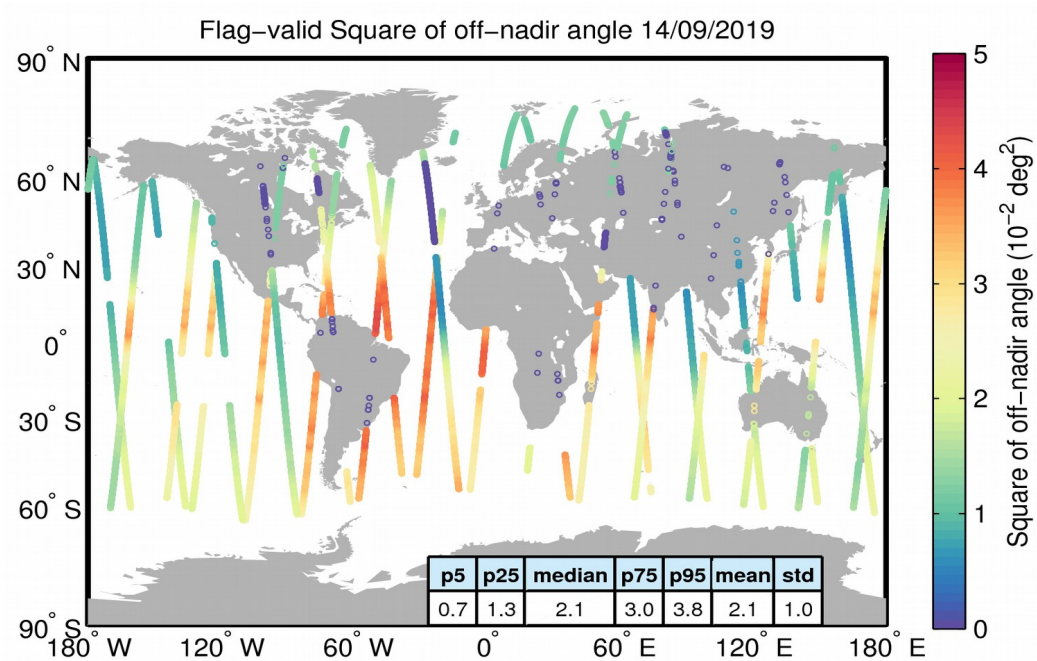 Flag−valid Square of off−nadir angle 14/09/2019
90° N
60° N
30° N
0°
30° S
60° S
90° S
180° W
120° W
60° W
0°
60° E
120° E
180° E
p5 p25 median p75 p95 mean std
0.7 1.3 2.1 3.0 3.8 2.1 1.0
5
4
3
2
1
0
Square of off−nadir angle (10⁻² deg²)